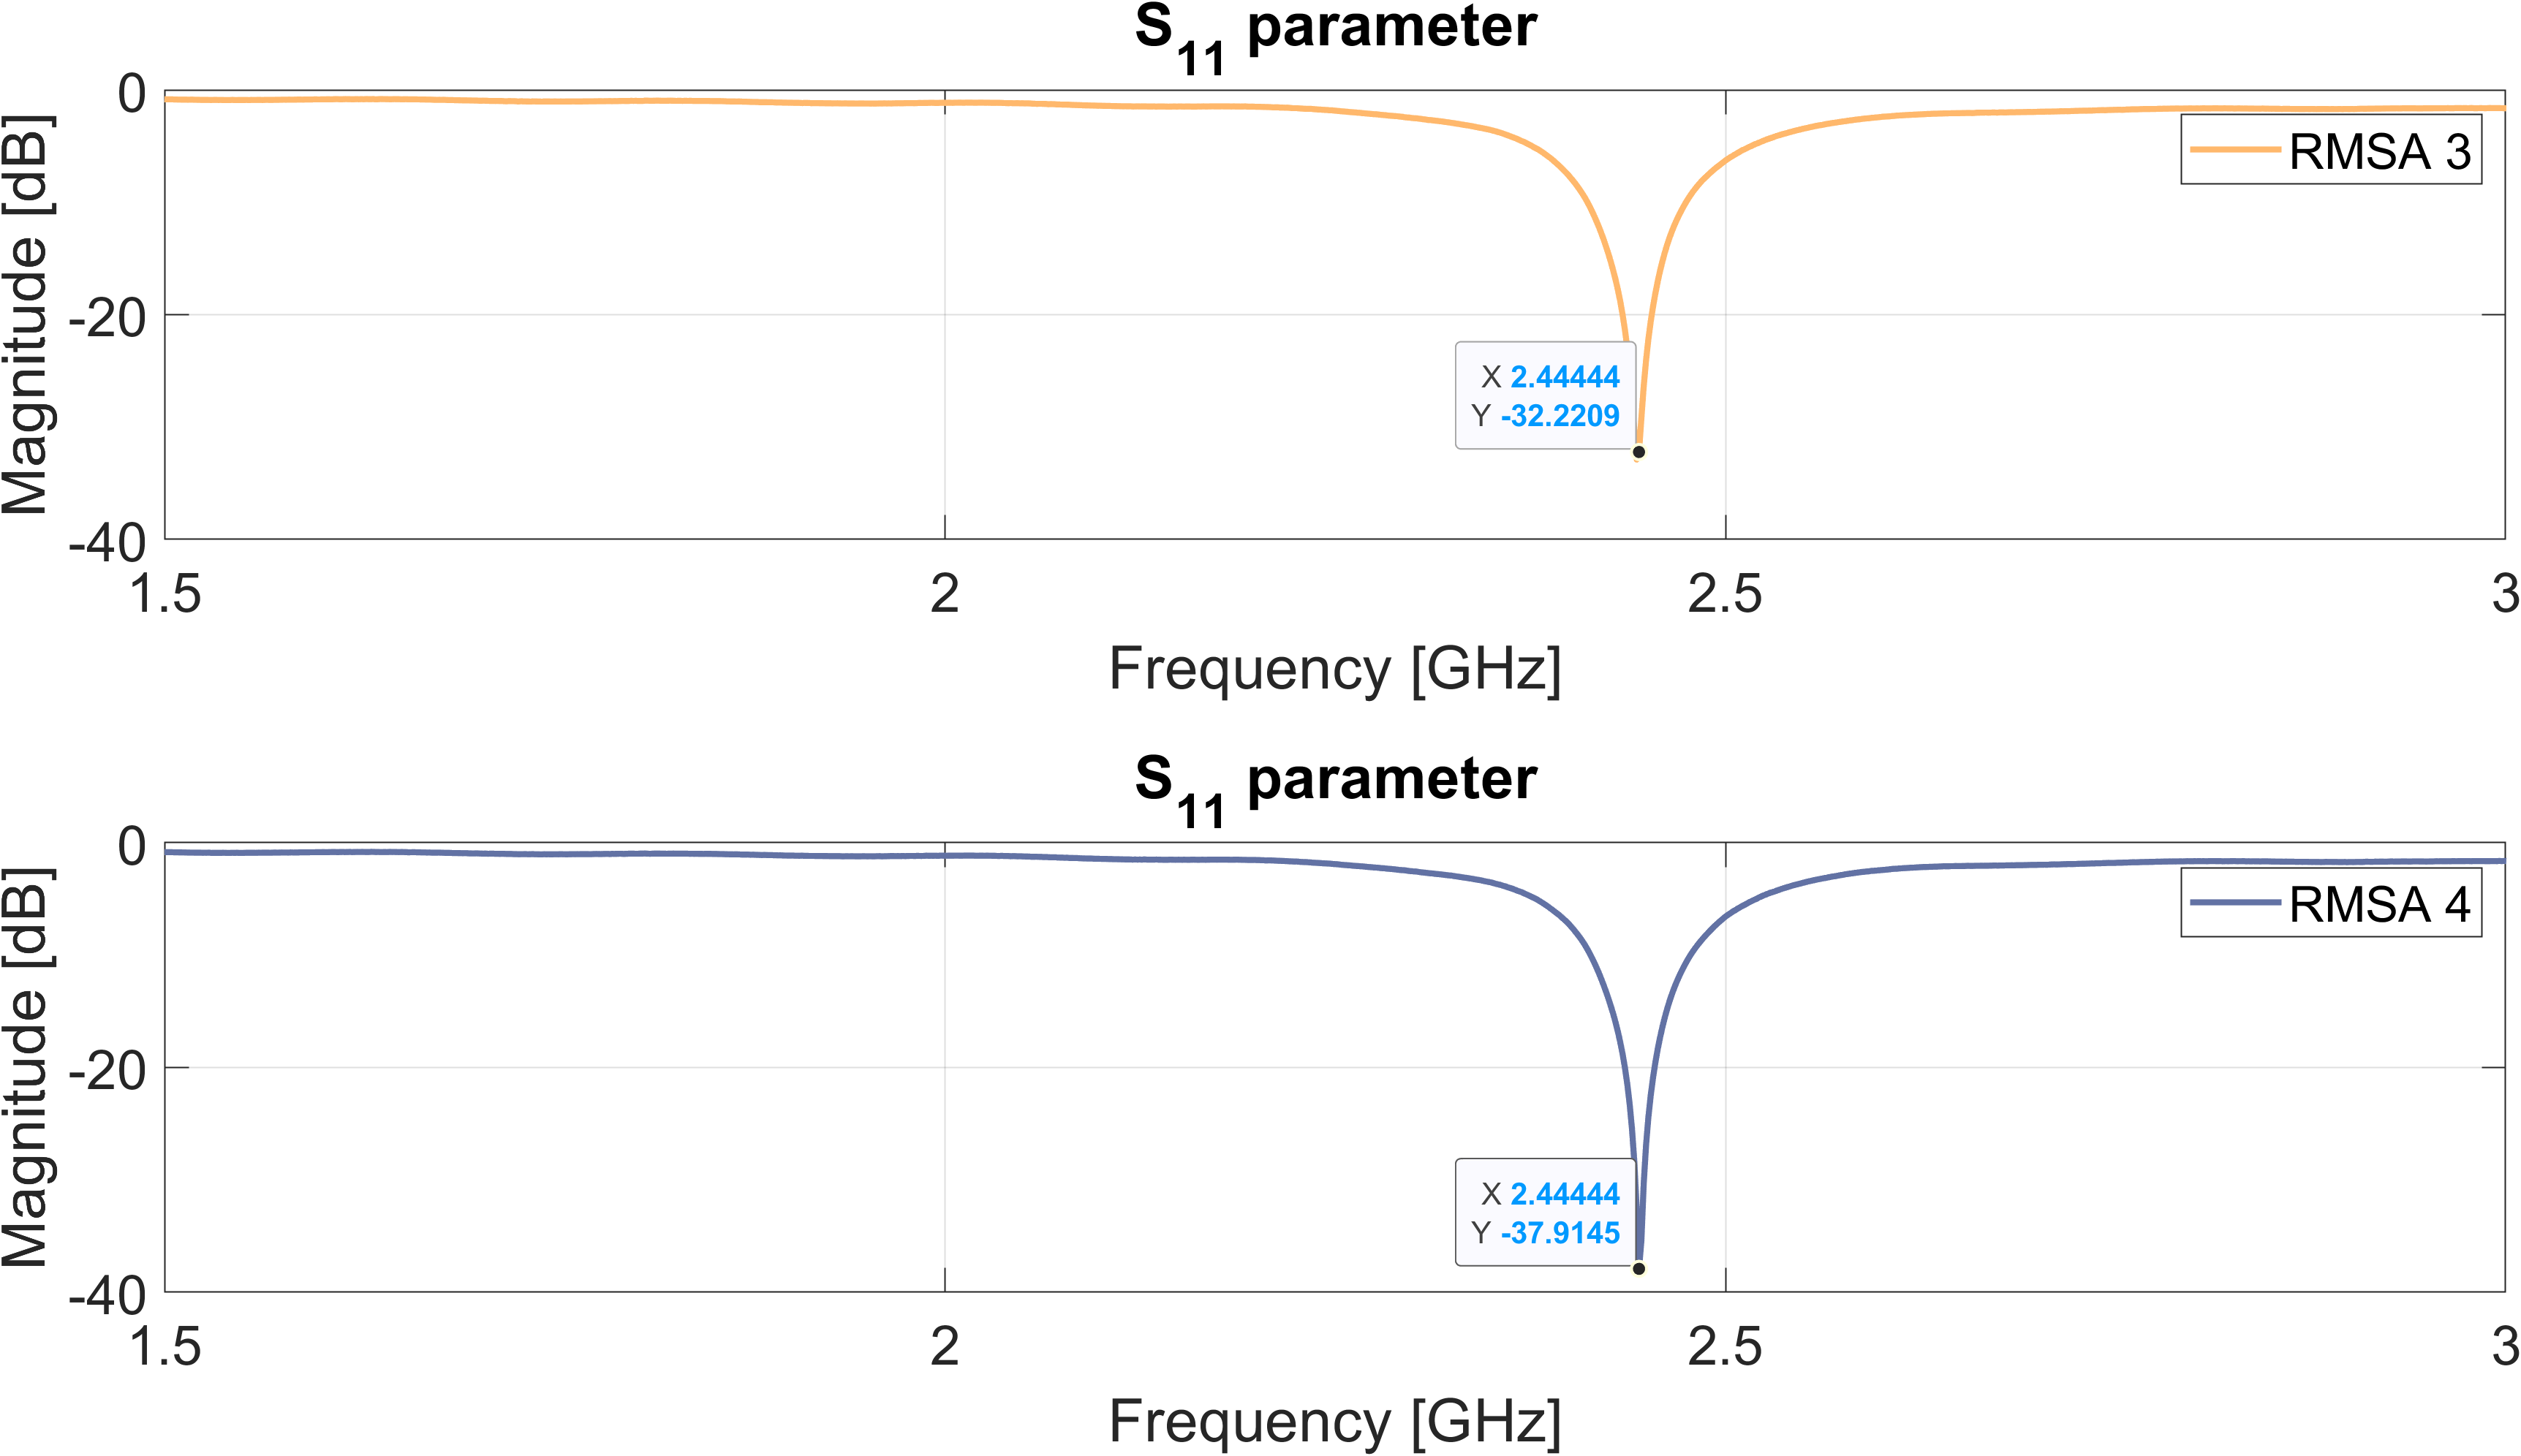 S11 parameter
0
-20
-40
Magnitude [dB]
RMSA 3
X 2.44444
Y -32.2209
1.5 2 2.5 3
Frequency [GHz]
S11 parameter
0
-20
-40
Magnitude [dB]
RMSA 4
X 2.44444
Y -37.9145
1.5 2 2.5 3
Frequency [GHz]